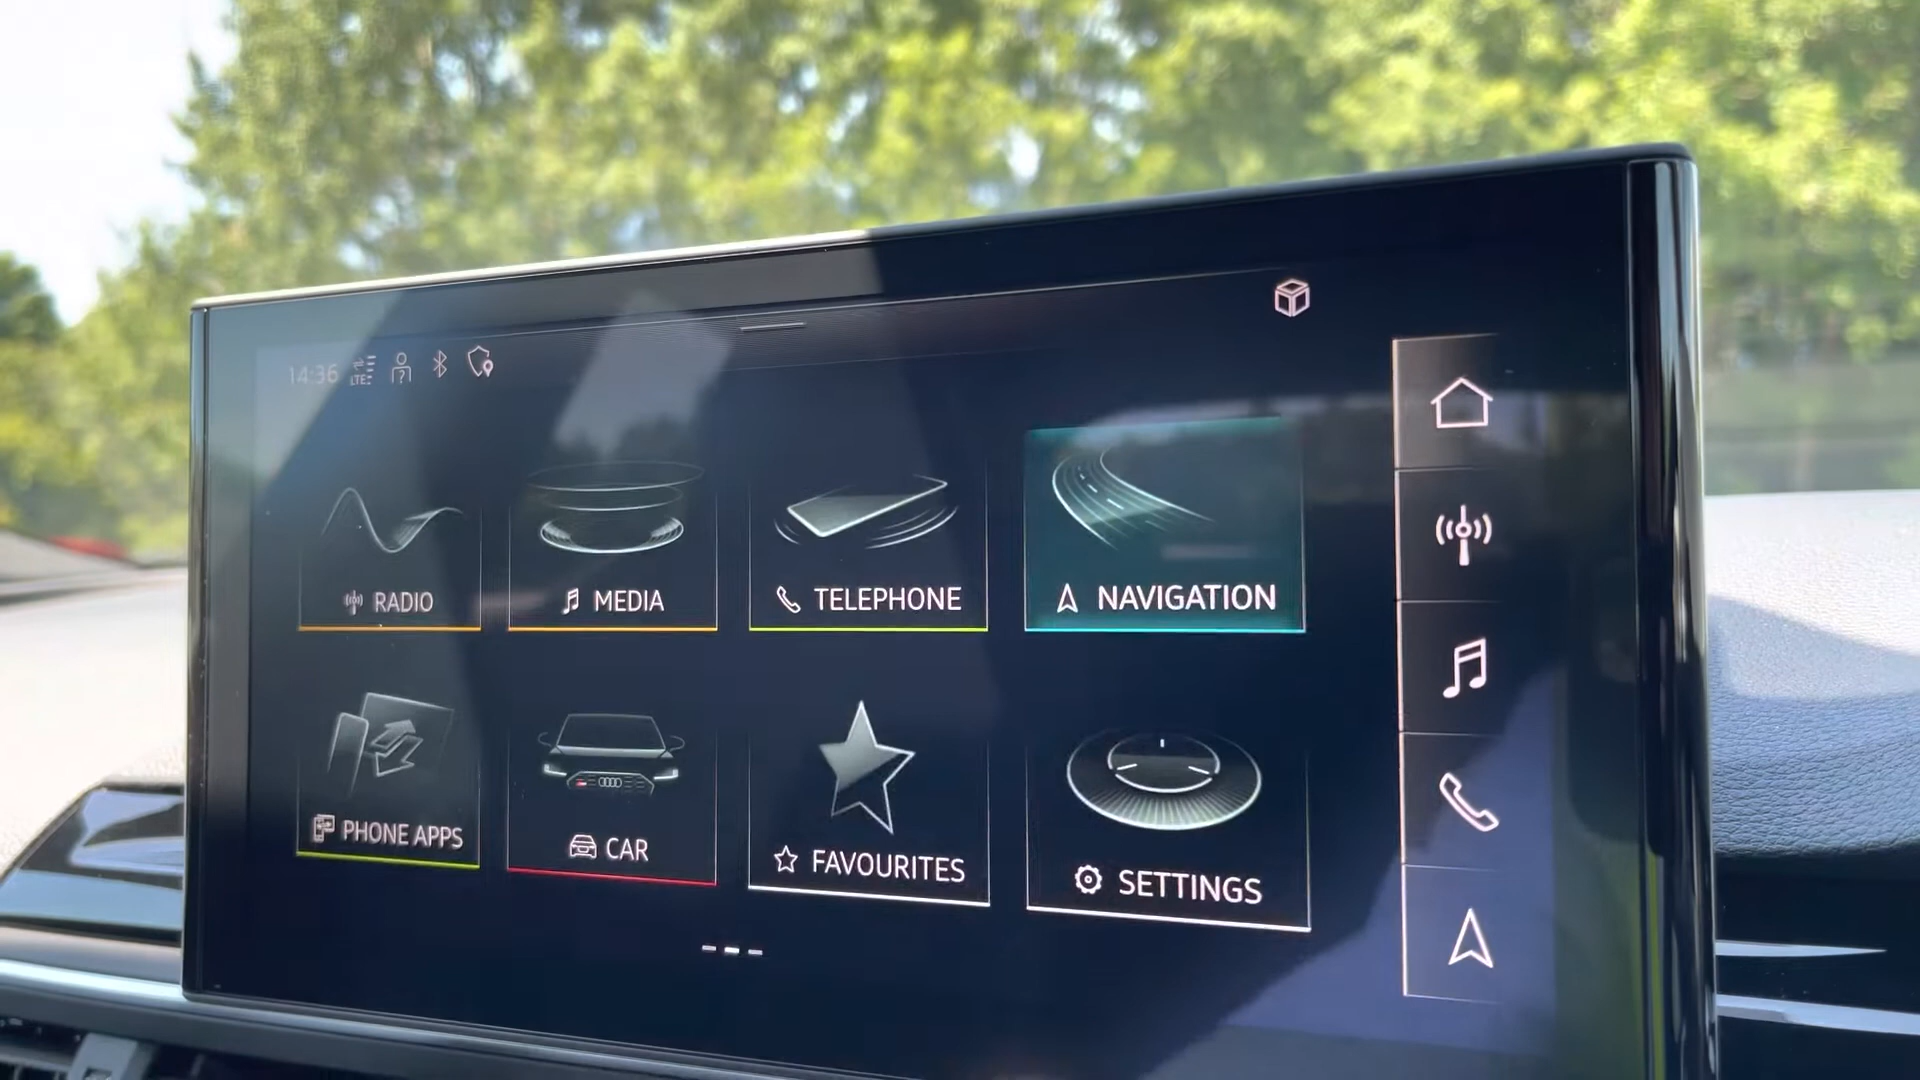 14:36 LTE
RADIO
MEDIA
TELEPHONE
NAVIGATION
PHONE APPS
CAR
FAVOURITES
SETTINGS